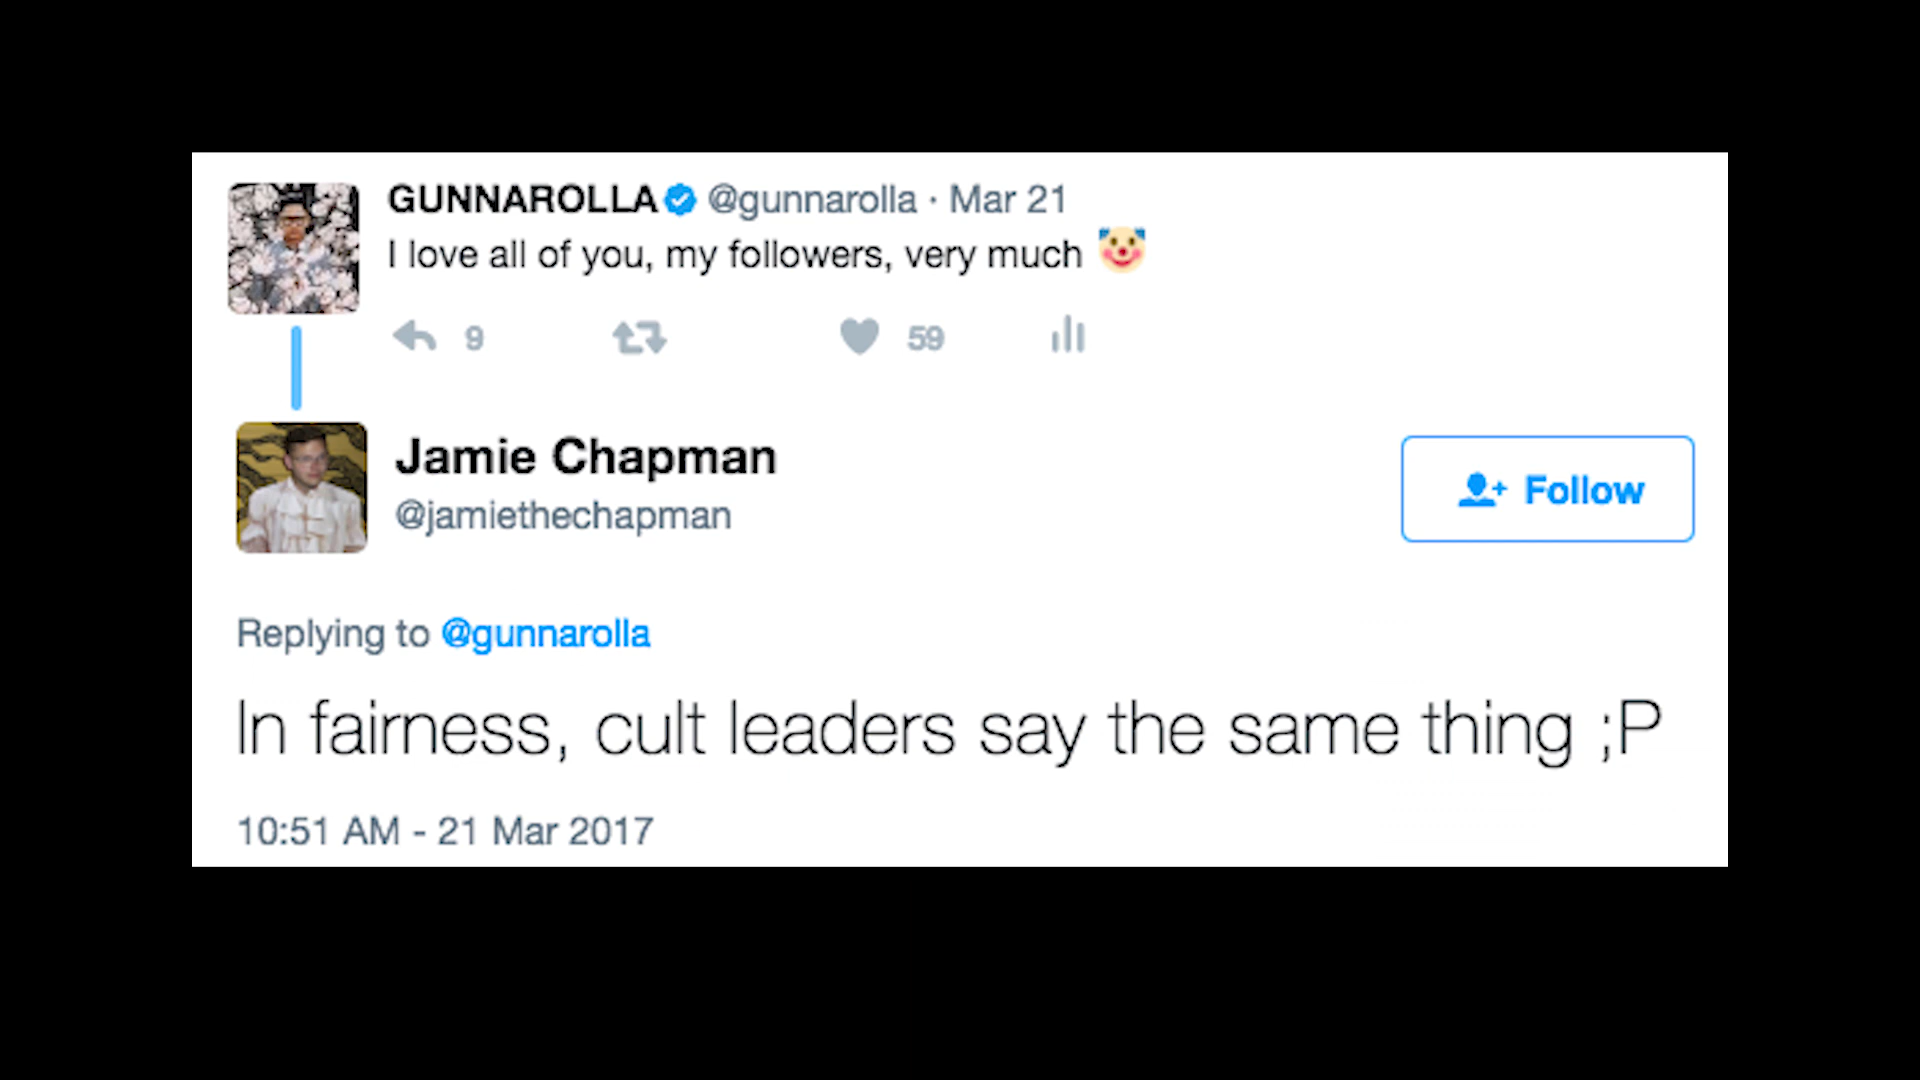 GUNNAROLLA @gunnarolla · Mar 21
I love all of you, my followers, very much 🤡
9 59
Jamie Chapman
@jamiethechapman
Follow
Replying to @gunnarolla
In fairness, cult leaders say the same thing ;P
10:51 AM - 21 Mar 2017